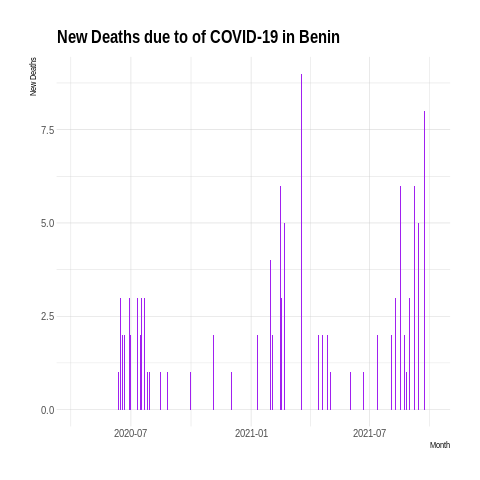 New Deaths due to of COVID-19 in Benin
New Deaths
7.5
5.0
2.5
0.0
2020-07 2021-01 2021-07
Month